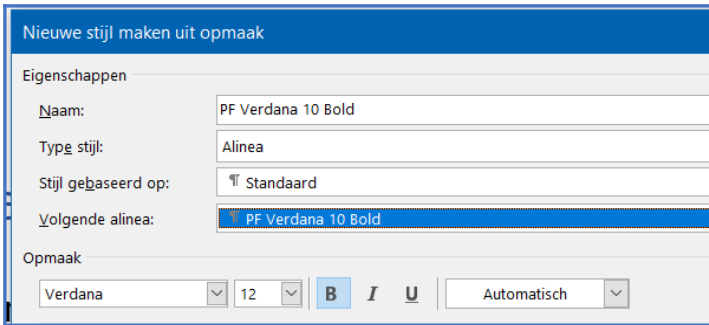 Nieuwe stijl maken uit opmaak
Eigenschappen
Naam: PF Verdana 10 Bold
Type stijl: Alinea
Stijl gebaseerd op: ¶ Standaard
Volgende alinea: ¶ PF Verdana 10 Bold
Opmaak
Verdana 12 B I U Automatisch